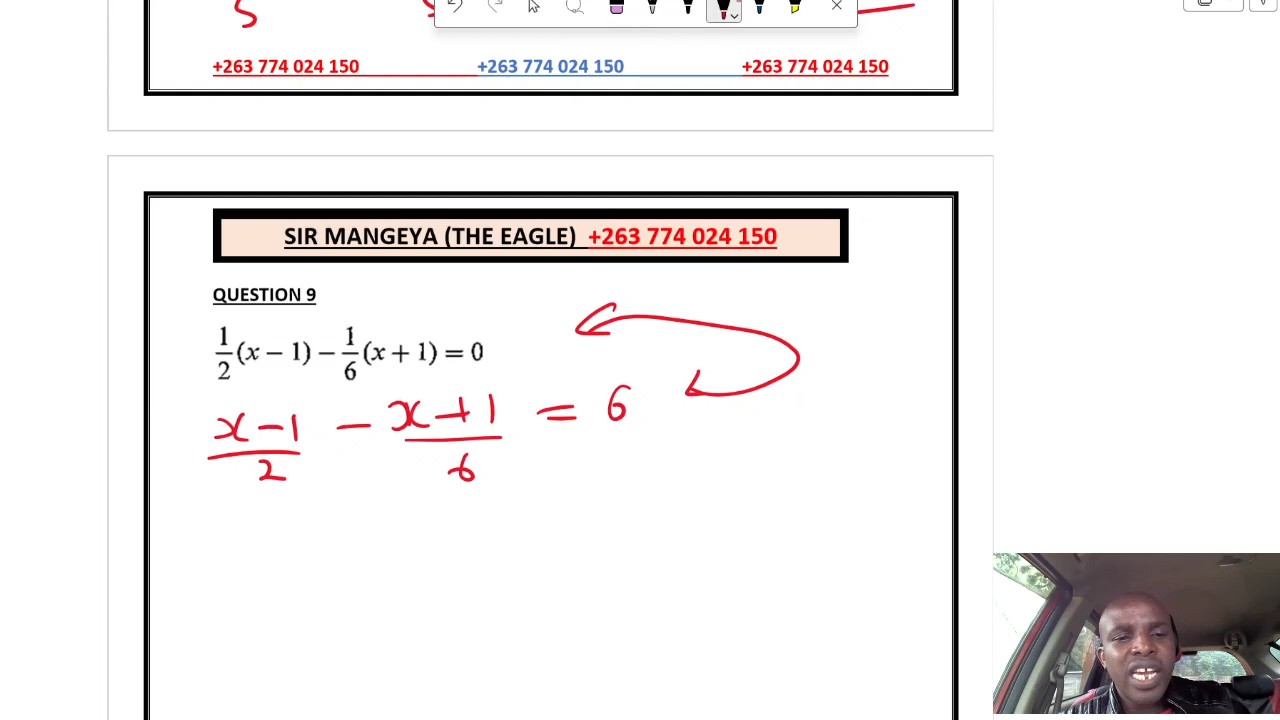 5
+263 774 024 150 +263 774 024 150 +263 774 024 150
SIR MANGEYA (THE EAGLE) +263 774 024 150
QUESTION 9
1/2(x − 1) − 1/6(x + 1) = 0
x − 1/2 − x + 1/6 = 6